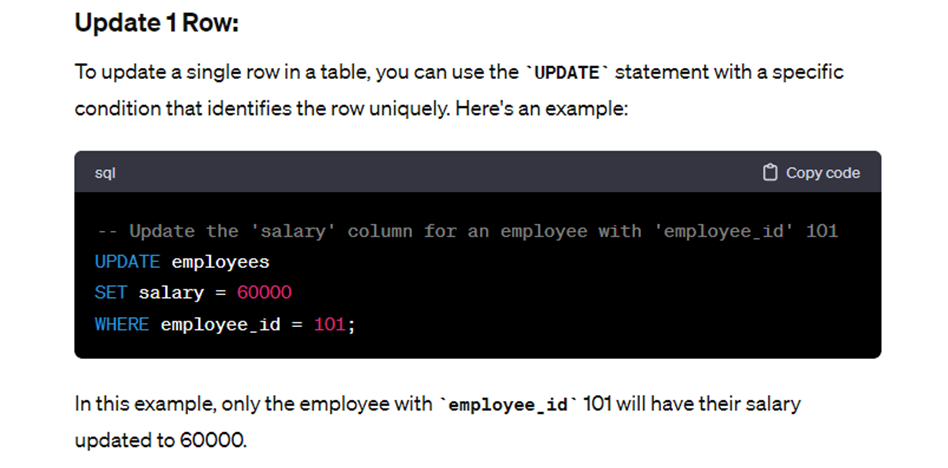 Update 1 Row:
To update a single row in a table, you can use the `UPDATE` statement with a specific
condition that identifies the row uniquely. Here's an example:
sql Copy code
-- Update the 'salary' column for an employee with 'employee_id' 101
UPDATE employees
SET salary = 60000
WHERE employee_id = 101;
In this example, only the employee with `employee_id` 101 will have their salary
updated to 60000.